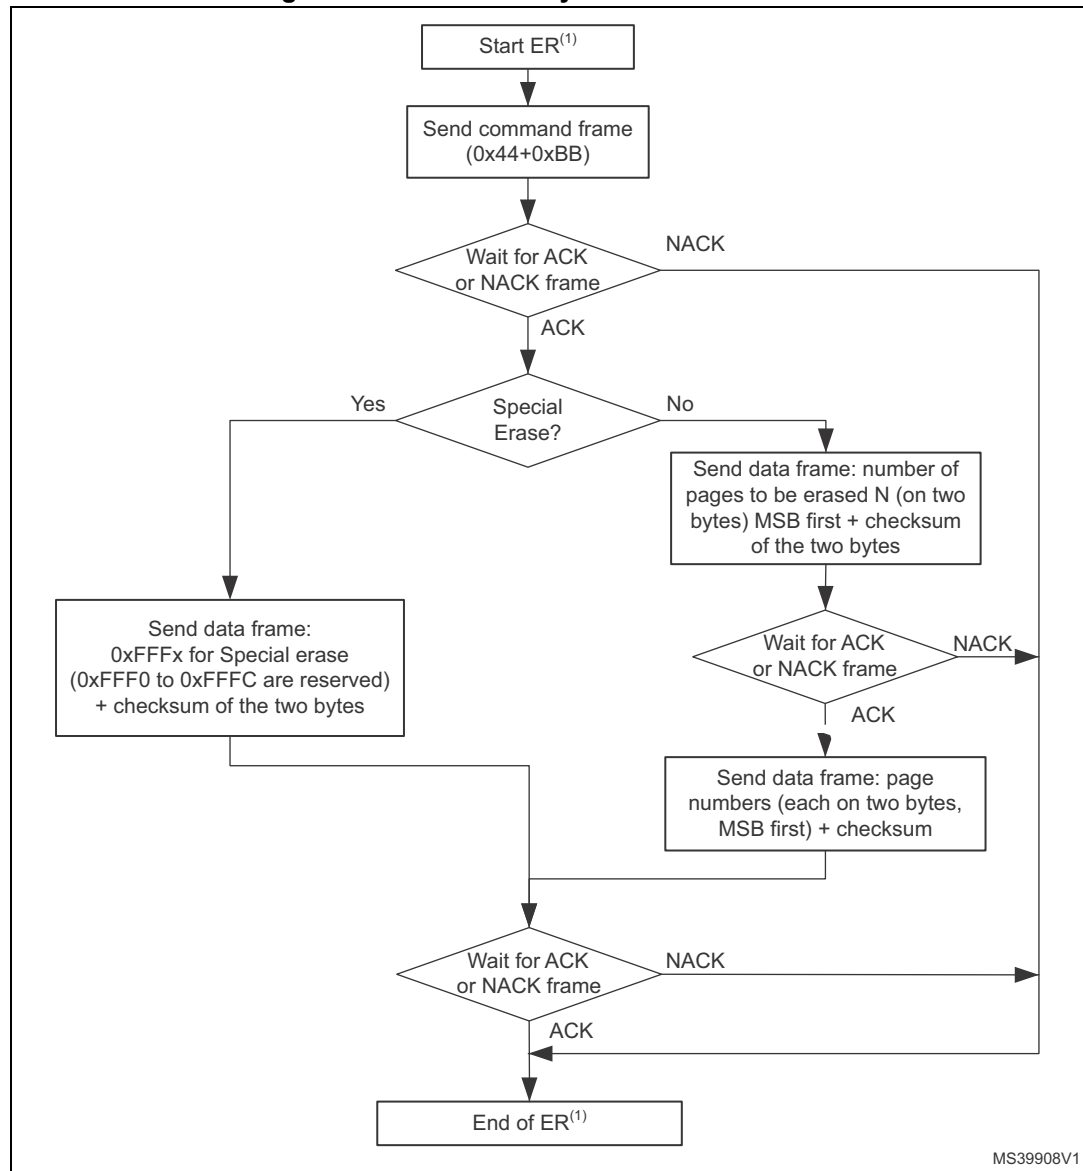 Start ER(1)
Send command frame
(0x44+0xBB)
Wait for ACK
or NACK frame
NACK
ACK
Special
Erase?
Yes
No
Send data frame: number of
pages to be erased N (on two
bytes) MSB first + checksum
of the two bytes
Send data frame:
0xFFFx for Special erase
(0xFFF0 to 0xFFFC are reserved)
+ checksum of the two bytes
Wait for ACK
or NACK frame
NACK
ACK
Send data frame: page
numbers (each on two bytes,
MSB first) + checksum
Wait for ACK
or NACK frame
NACK
ACK
End of ER(1)
MS39908V1